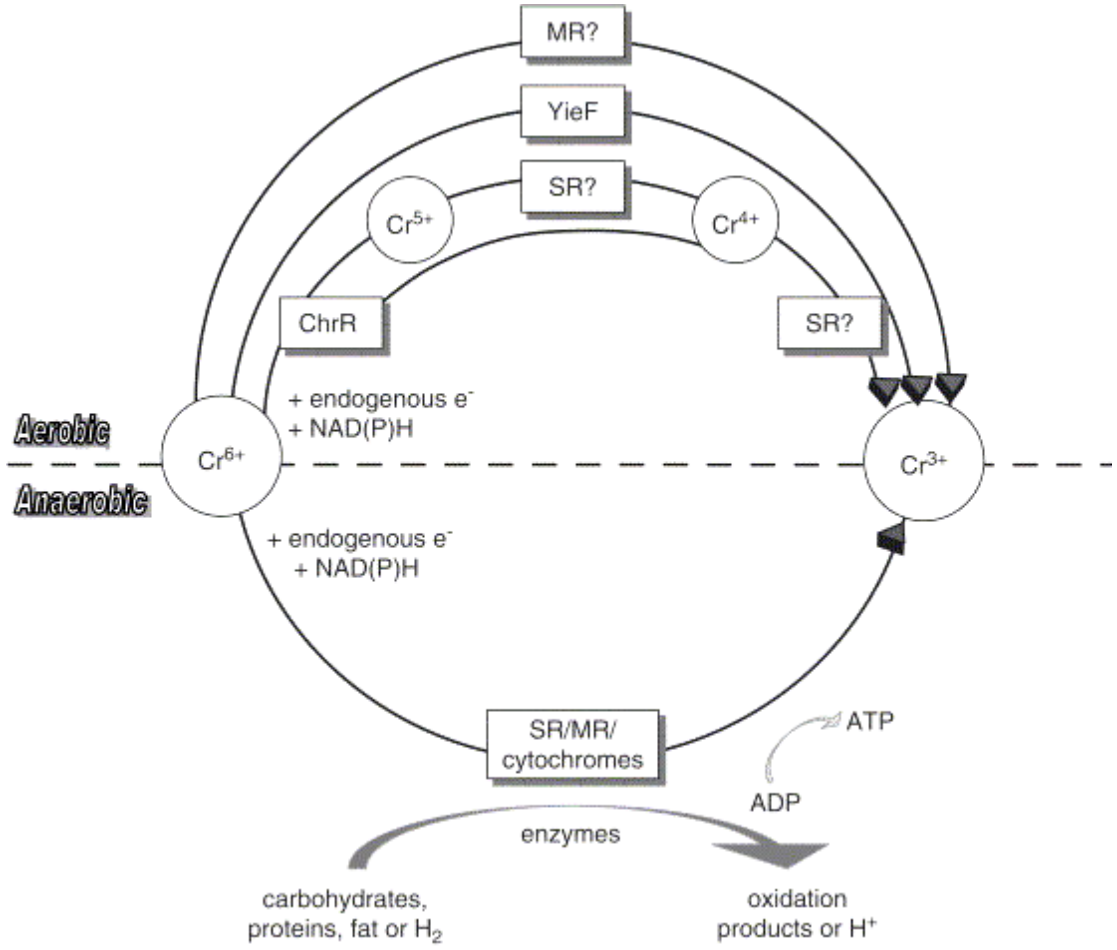 MR?
YieF
SR?
Cr⁵⁺
Cr⁴⁺
ChrR
SR?
+ endogenous e⁻
+ NAD(P)H
Aerobic
Cr⁶⁺
Cr³⁺
Anaerobic
+ endogenous e⁻
+ NAD(P)H
SR/MR/
cytochromes
ATP
ADP
enzymes
carbohydrates,
proteins, fat or H₂
oxidation
products or H⁺